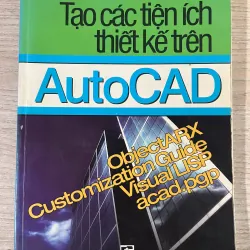 Tạo các tiện ích
thiết kế trên
AutoCAD
ObjectARX
Customization Guide
Visual LISP
acad.pgp